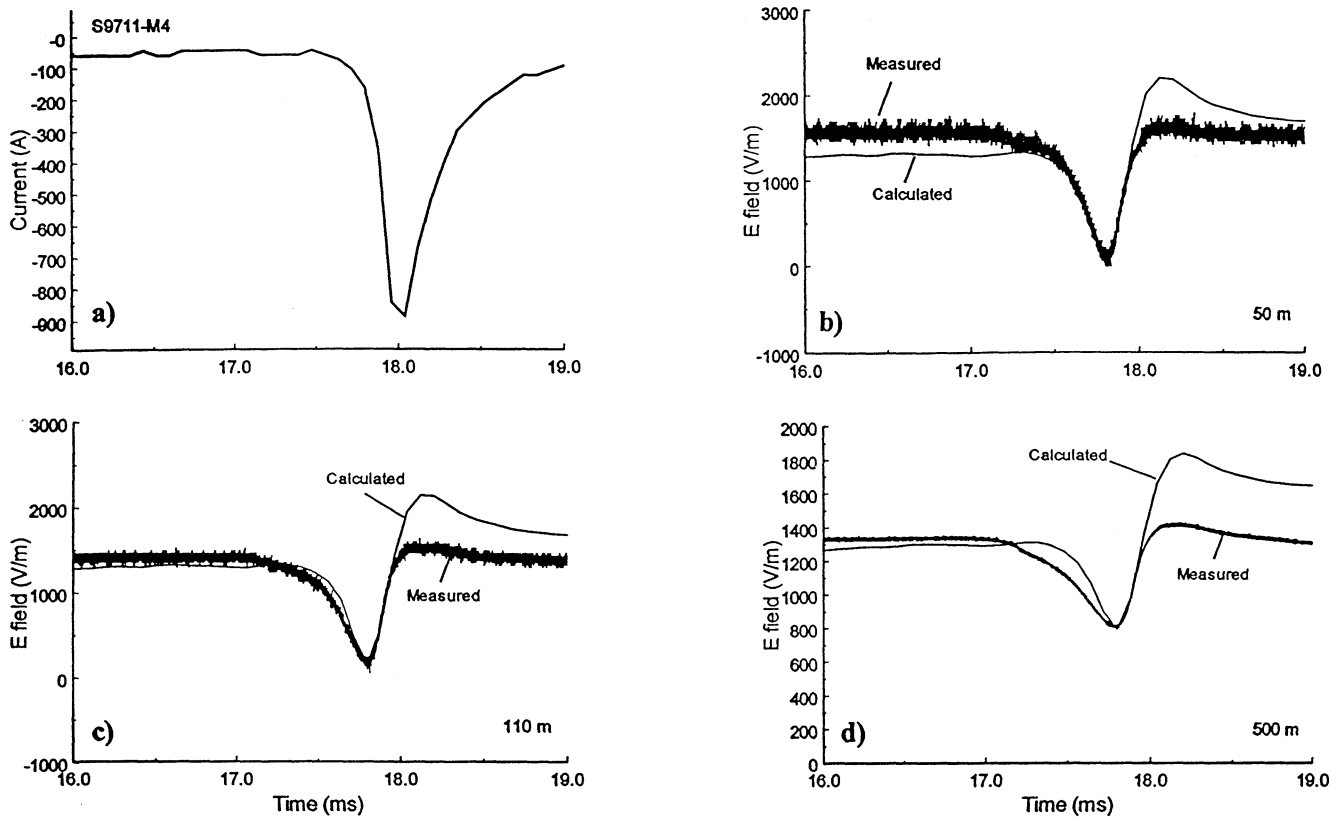 S9711-M4
-0
-100
-200
-300
-400
-500
-600
-700
-800
-900
Current (A)
a)
16.0 17.0 18.0 19.0
3000
2000
1000
0
-1000
E field (V/m)
Measured
Calculated
b)
50 m
16.0 17.0 18.0 19.0
3000
2000
1000
0
-1000
E field (V/m)
Calculated
Measured
c)
110 m
16.0 17.0 18.0 19.0
Time (ms)
2000
1800
1600
1400
1200
1000
800
600
400
200
0
E field (V/m)
Calculated
Measured
d)
500 m
16.0 17.0 18.0 19.0
Time (ms)